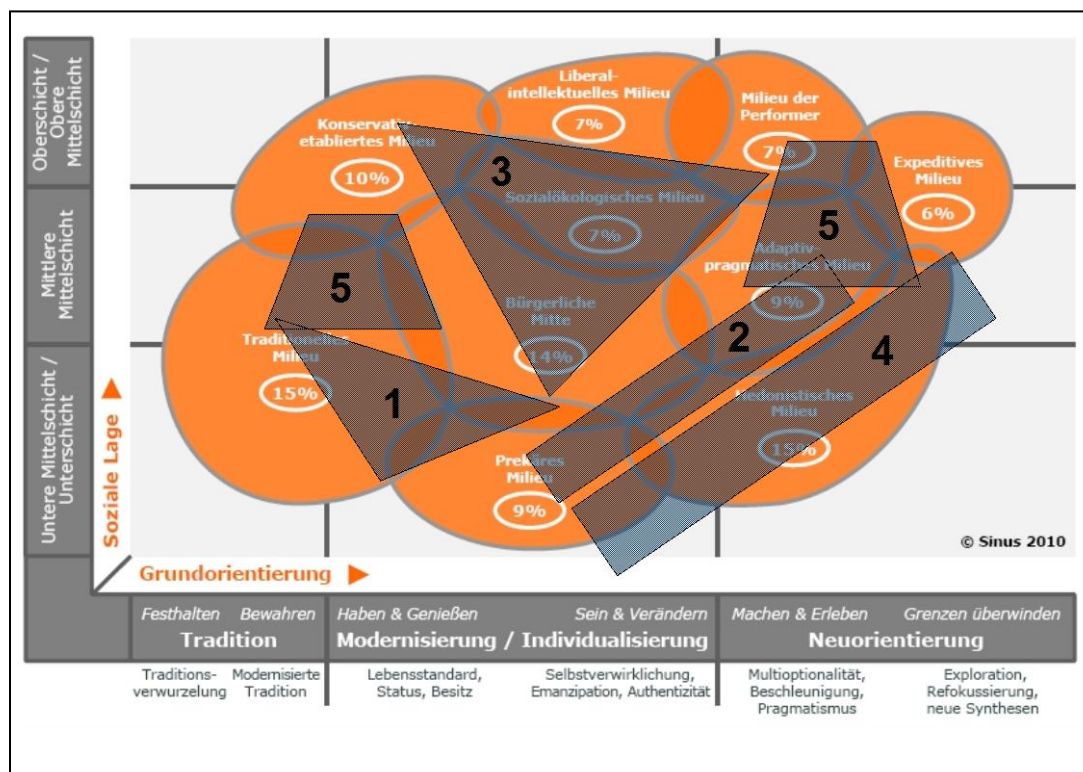 Oberschicht /
Obere
Mittelschicht
Mittlere
Mittelschicht
Untere Mittelschicht /
Unterschicht
Soziale Lage
Konservativ-
etabliertes Milieu
10%
Liberal-
intellektuelles Milieu
7%
Milieu der
Performer
7%
Expeditives
Milieu
6%
3
Sozialökologisches Milieu
7%
5
5
Adaptiv-
pragmatisches Milieu
9%
Bürgerliche
Mitte
14%
2
4
Traditionelles
Milieu
15%
1
Hedonistisches
Milieu
15%
Prekäres
Milieu
9%
© Sinus 2010
Grundorientierung
Festhalten
Bewahren
Tradition
Haben & Genießen
Sein & Verändern
Modernisierung / Individualisierung
Machen & Erleben
Grenzen überwinden
Neuorientierung
Traditions-
verwurzelung
Modernisierte
Tradition
Lebensstandard,
Status, Besitz
Selbstverwirklichung,
Emanzipation, Authentizität
Multioptionalität,
Beschleunigung,
Pragmatismus
Exploration,
Refokussierung,
neue Synthesen